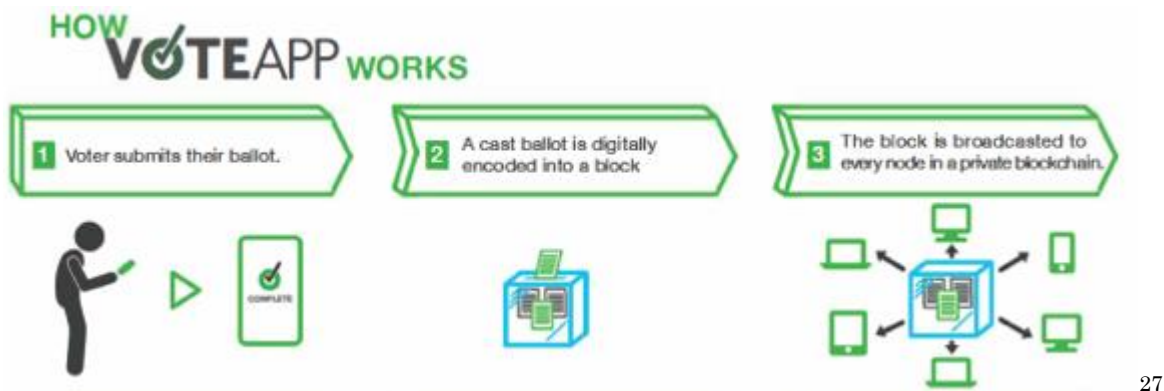 HOW
VOTEAPP WORKS
1 Voter submits their ballot.
2 A cast ballot is digitally
encoded into a block
3 The block is broadcasted to
every node in a private blockchain.
COMPLETE
27